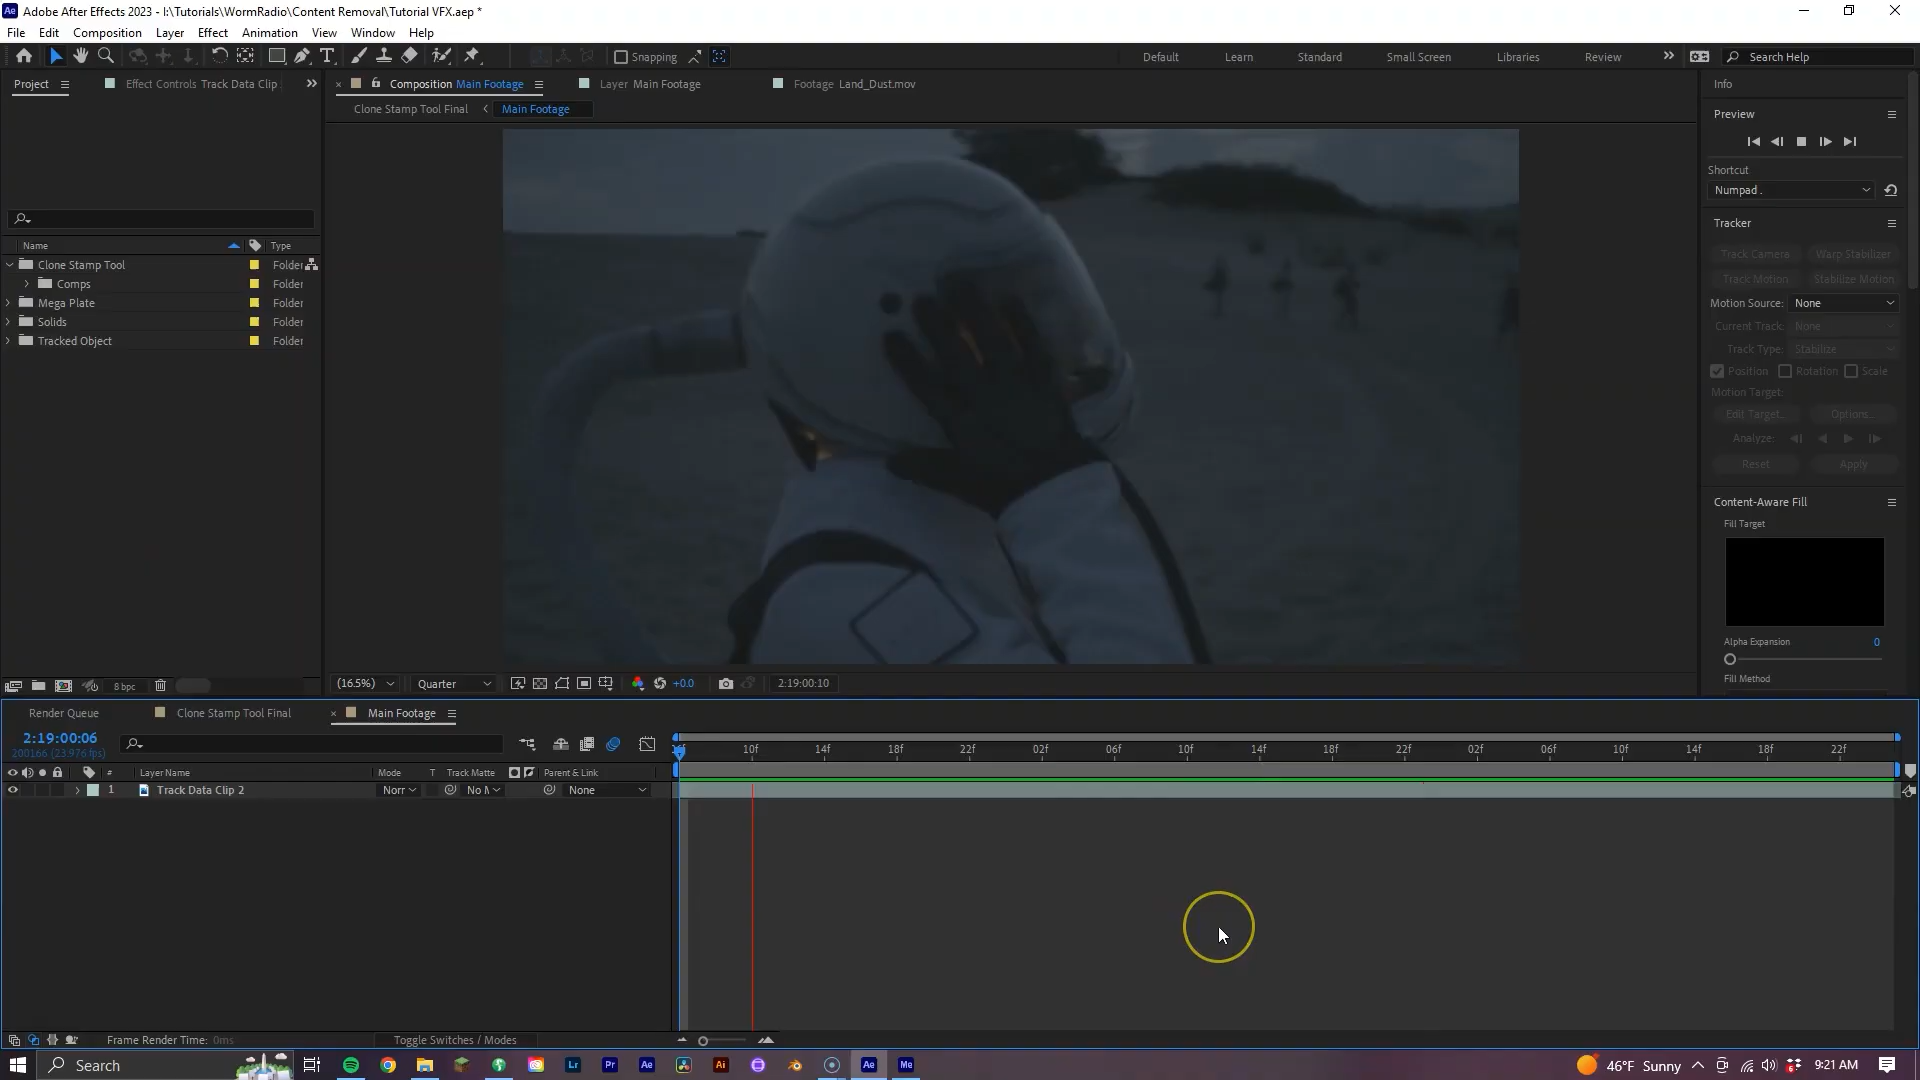 Adobe After Effects 2023 - I:\Tutorials\WormRadio\Content Removal\Tutorial VFX.aep *
File Edit Composition Layer Effect Animation View Window Help
Snapping Default Learn Standard Small Screen Libraries Review Search Help
Project Effect Controls Track Data Clip Composition Main Footage Layer Main Footage Footage Land_Dust.mov Info
Clone Stamp Tool Final Main Footage
Preview
Shortcut
Numpad .
Tracker
Name Type
Track Camera Warp Stabilizer
Clone Stamp Tool Folder
Track Motion Stabilize Motion
Comps Folder
Mega Plate Folder
Motion Source: None
Solids Folder
Current Track: None
Tracked Object Folder
Track Type: Stabilize
Position Rotation Scale
Motion Target:
Edit Target... Options...
Analyze:
Reset Apply
Content-Aware Fill
Fill Target
Alpha Expansion 0
Fill Method
8 bpc (16.5%) Quarter +0.0 2:19:00:10
Render Queue Clone Stamp Tool Final Main Footage
2:19:00:06
200166 (23.976 fps)
10f 14f 18f 22f 02f 06f 10f 14f 18f 22f 02f 06f 10f 14f 18f 22f
# Layer Name Mode T Track Matte Parent & Link
1 Track Data Clip 2 Norr No M None
Frame Render Time: 0ms Toggle Switches / Modes
Search Lr Pr Ae Ai Ae Me 46°F Sunny 9:21 AM